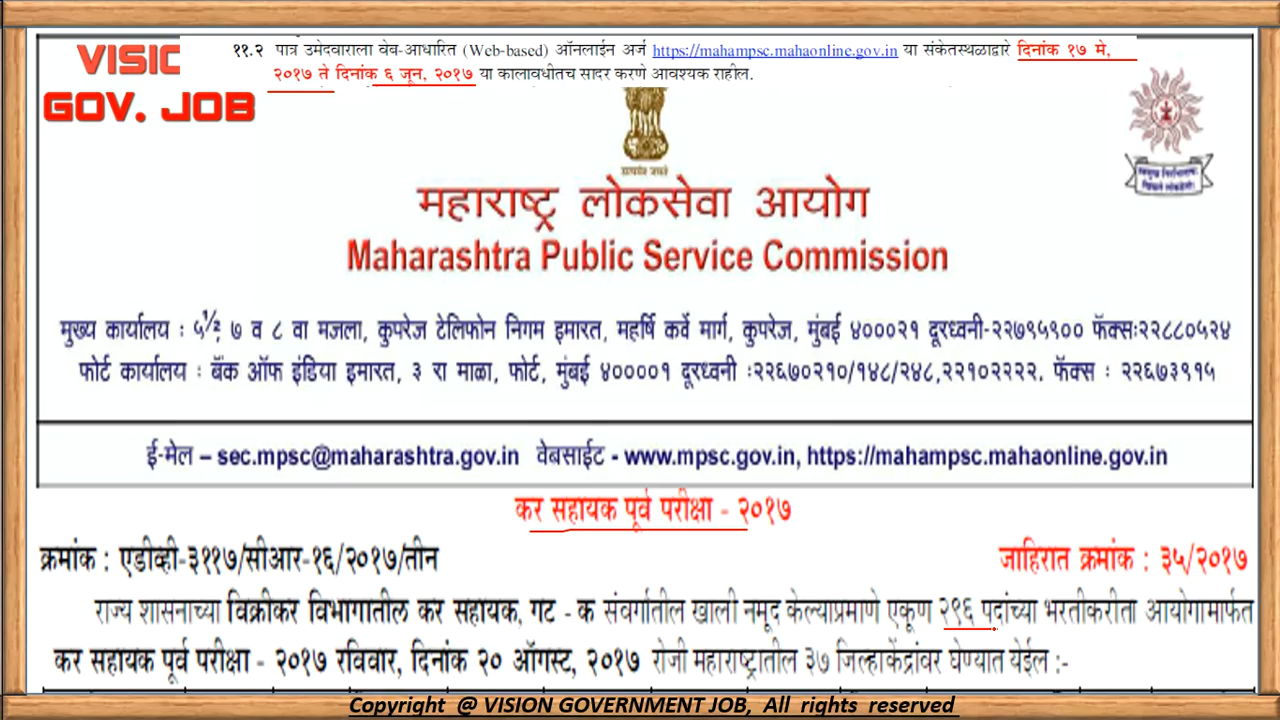 ११.२ पात्र उमेदवाराला वेब-आधारित (Web-based) ऑनलाईन अर्ज https://mahampsc.mahaonline.gov.in या संकेतस्थळाद्वारे दिनांक १७ मे,
२०१७ ते दिनांक ६ जून, २०१७ या कालावधीतच सादर करणे आवश्यक राहील.
VISIC
GOV. JOB
महाराष्ट्र लोकसेवा आयोग
Maharashtra Public Service Commission
मुख्य कार्यालय : ५१/२, ७ व ८ वा मजला, कुपरेज टेलिफोन निगम इमारत, महर्षि कर्वे मार्ग, कुपरेज, मुंबई ४०००२१ दूरध्वनी-२२७९५९०० फॅक्स:२२८८०५२४
फोर्ट कार्यालय : बॅंक ऑफ इंडिया इमारत, ३ रा माळा, फोर्ट, मुंबई ४००००१ दूरध्वनी :२२६७०२१०/१४८/२४८,२२१०२२२२. फॅक्स : २२६७३९१५
ई-मेल – sec.mpsc@maharashtra.gov.in वेबसाईट - www.mpsc.gov.in, https://mahampsc.mahaonline.gov.in
कर सहायक पूर्व परीक्षा - २०१७
क्रमांक : एडीव्ही-३११७/सीआर-१६/२०१७/तीन जाहिरात क्रमांक : ३५/२०१७
राज्य शासनाच्या विक्रीकर विभागातील कर सहायक, गट - क संवर्गातील खाली नमूद केल्याप्रमाणे एकूण २९६ पदांच्या भरतीकरीता आयोगामार्फत
कर सहायक पूर्व परीक्षा - २०१७ रविवार, दिनांक २० ऑगस्ट, २०१७ रोजी महाराष्ट्रातील ३७ जिल्हाकेंद्रांवर घेण्यात येईल :-
Copyright @ VISION GOVERNMENT JOB, All rights reserved